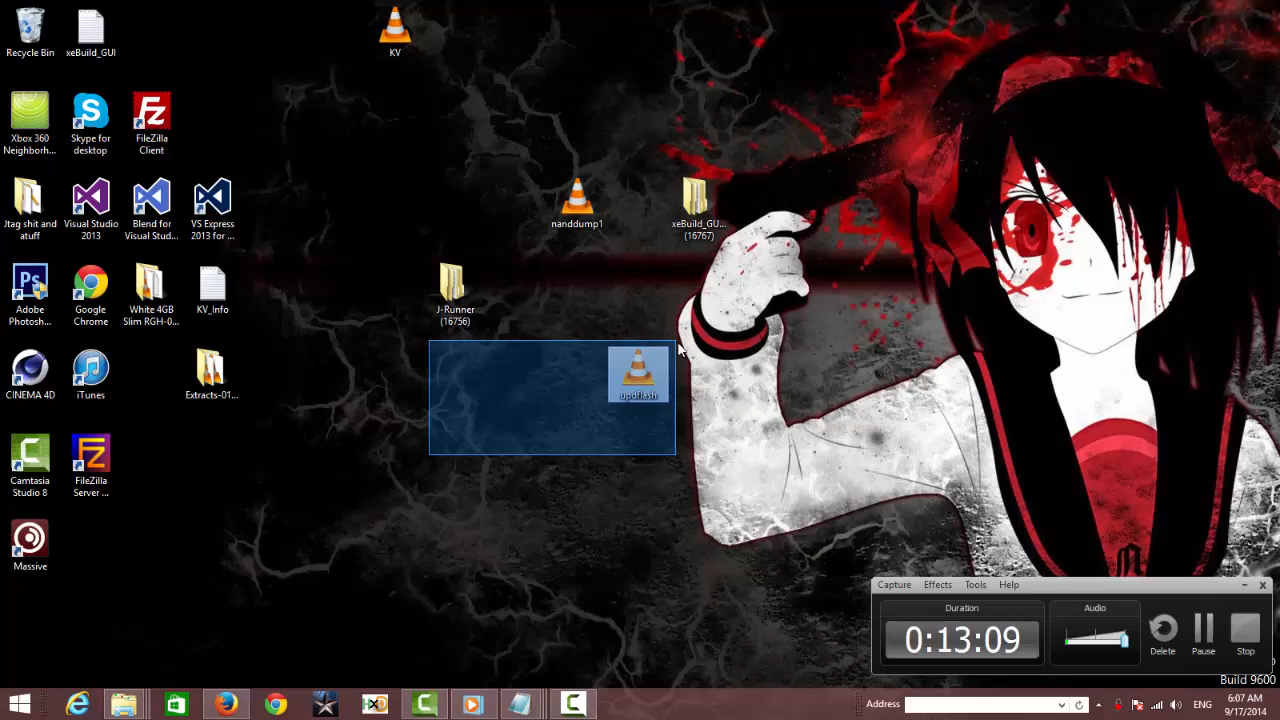 Recycle Bin
xeBuild_GUI
KV
Xbox 360
Neighborh...
Skype for
desktop
FileZilla
Client
Jtag shit and
stuff
Visual Studio
2013
Blend for
Visual Stud...
VS Express
2013 for ...
nanddump1
xeBuild_GU...
(16767)
Adobe
Photosh...
Google
Chrome
White 4GB
Slim RGH-0...
KV_Info
J-Runner
(16756)
CINEMA 4D
iTunes
Extracts-01...
updflash
Camtasia
Studio 8
FileZilla
Server ...
Massive
Capture Effects Tools Help
Duration
Audio
0:13:09
Delete
Pause
Stop
Build 9600
Address
ENG
6:07 AM
9/17/2014